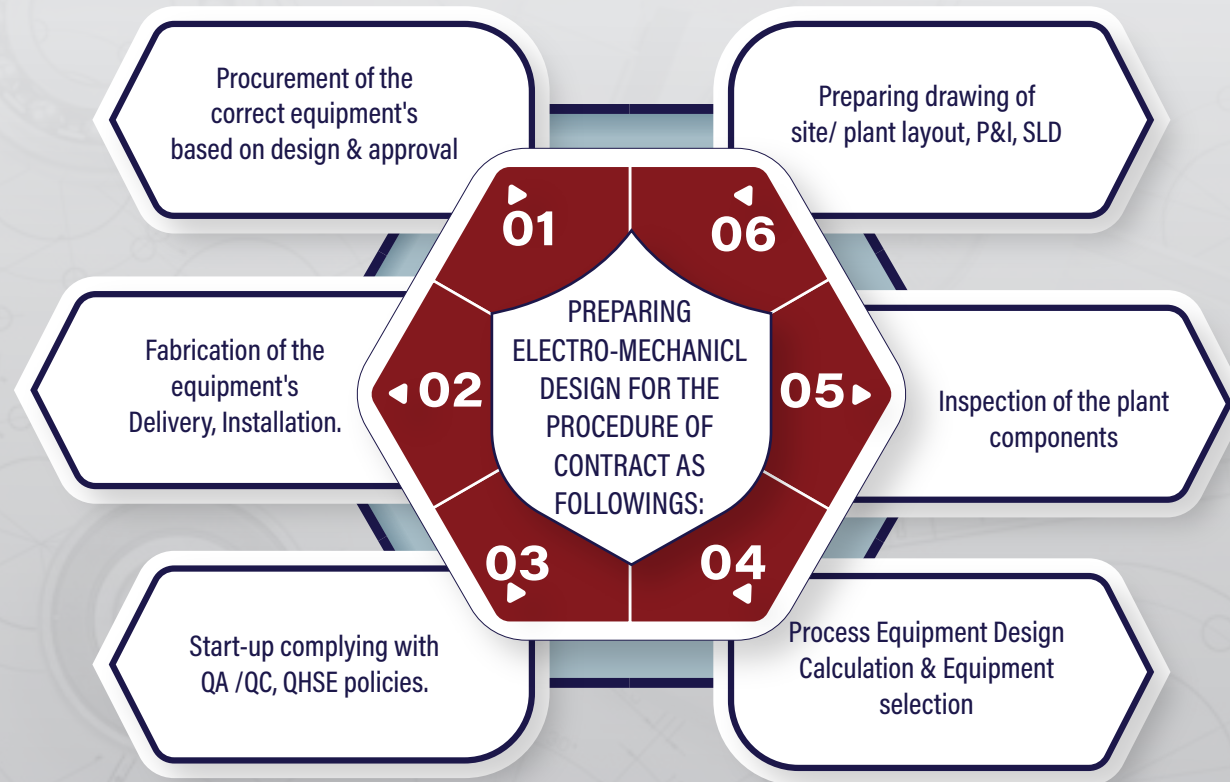 Procurement of the
correct equipment's
based on design & approval
01
Fabrication of the
equipment's
Delivery, Installation.
02
Start-up complying with
QA /QC, QHSE policies.
03
PREPARING
ELECTRO-MECHANICL
DESIGN FOR THE
PROCEDURE OF
CONTRACT AS
FOLLOWINGS:
04
Process Equipment Design
Calculation & Equipment
selection
05
Inspection of the plant
components
06
Preparing drawing of
site/ plant layout, P&I, SLD